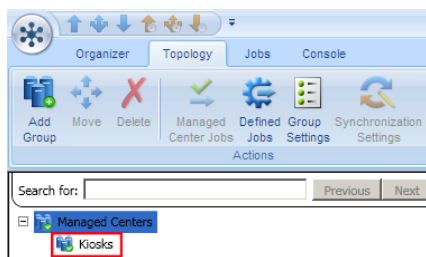 Organizer Topology Jobs Console
Add Group Move Delete Managed Center Jobs Defined Jobs Group Settings Synchronization Settings
Actions
Search for: Previous Next
Managed Centers
Kiosks